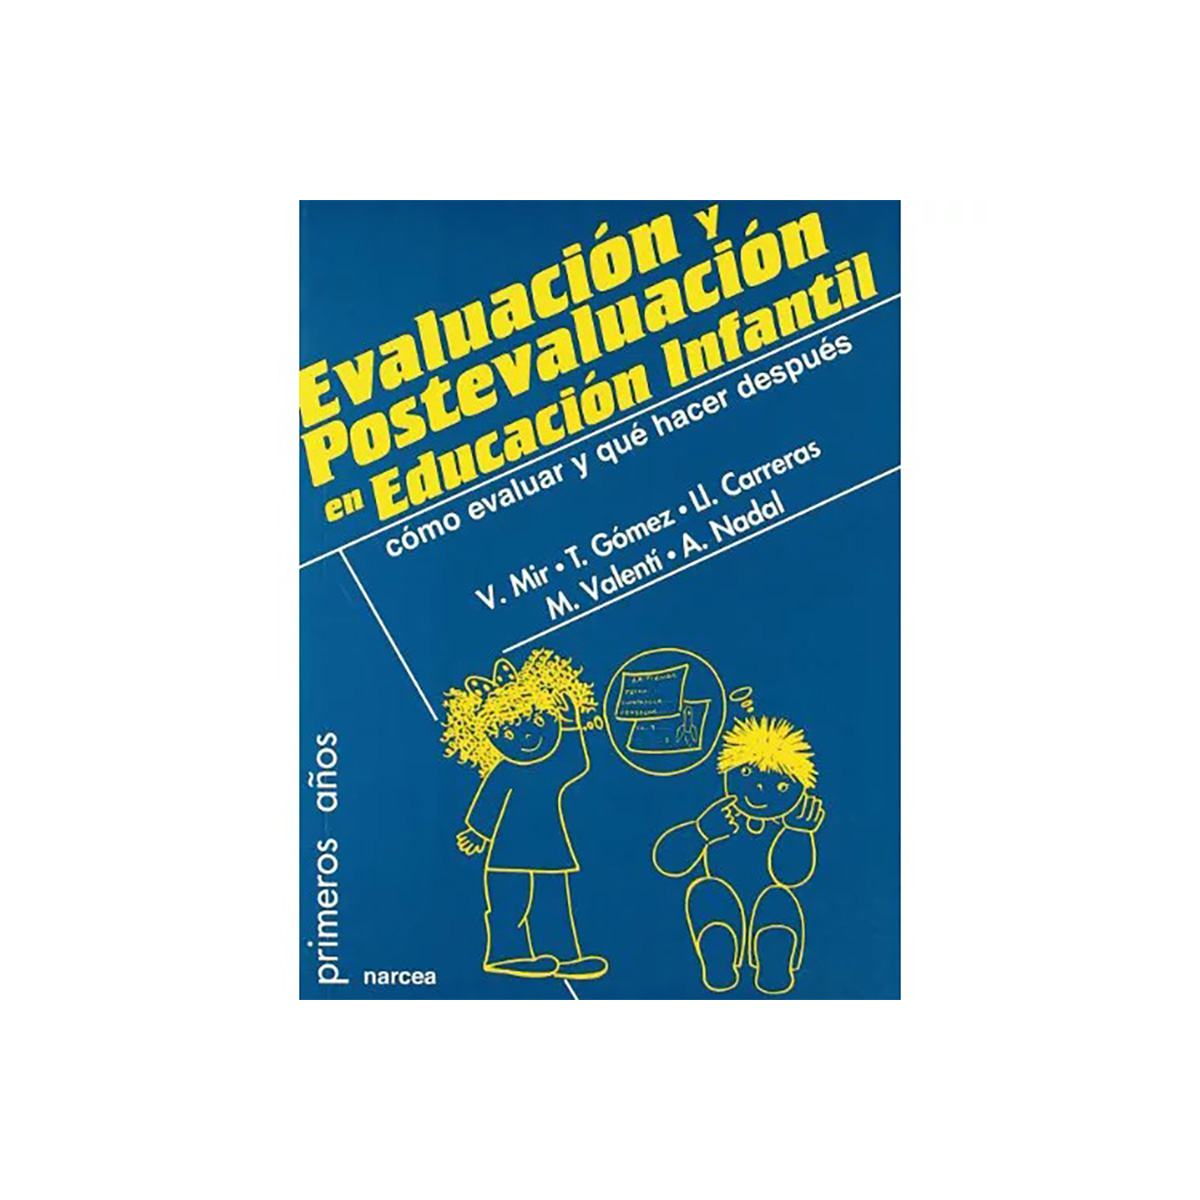 Evaluación y
Postevaluación
en Educación Infantil
cómo evaluar y qué hacer después
V. Mir • T. Gómez • Ll. Carreras
M. Valentí • A. Nadal
primeros años
narcea